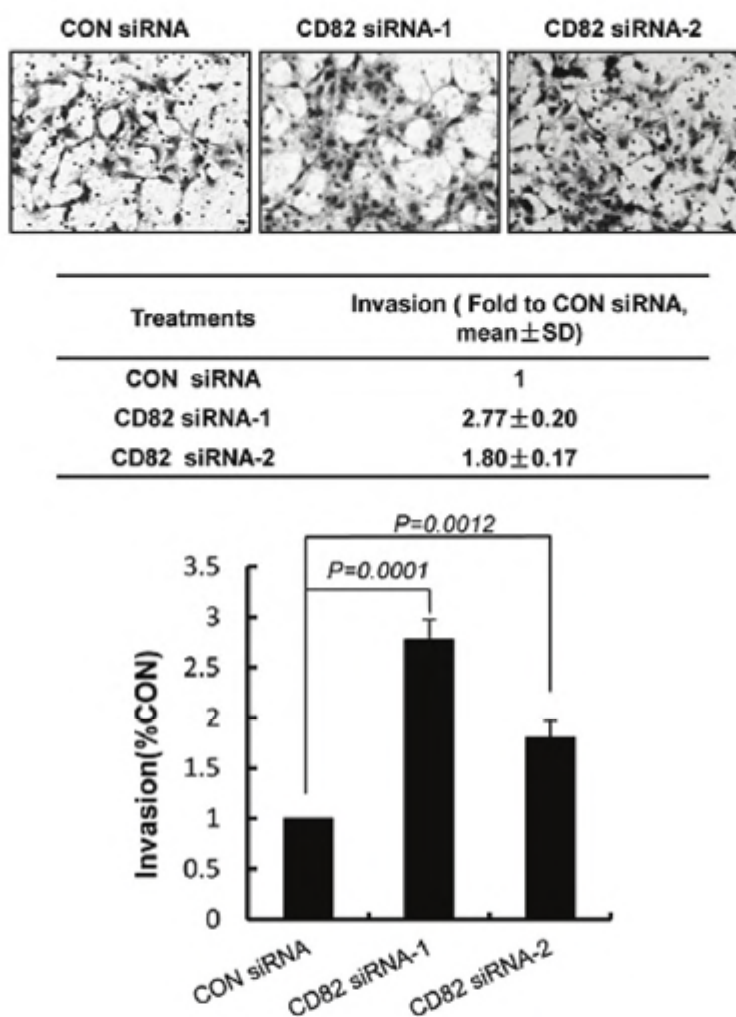 CON siRNA CD82 siRNA-1 CD82 siRNA-2
Treatments Invasion ( Fold to CON siRNA,
mean±SD)
CON siRNA 1
CD82 siRNA-1 2.77±0.20
CD82 siRNA-2 1.80±0.17
P=0.0012
P=0.0001
Invasion(%CON)
3.5
3
2.5
2
1.5
1
0.5
0
CON siRNA CD82 siRNA-1 CD82 siRNA-2